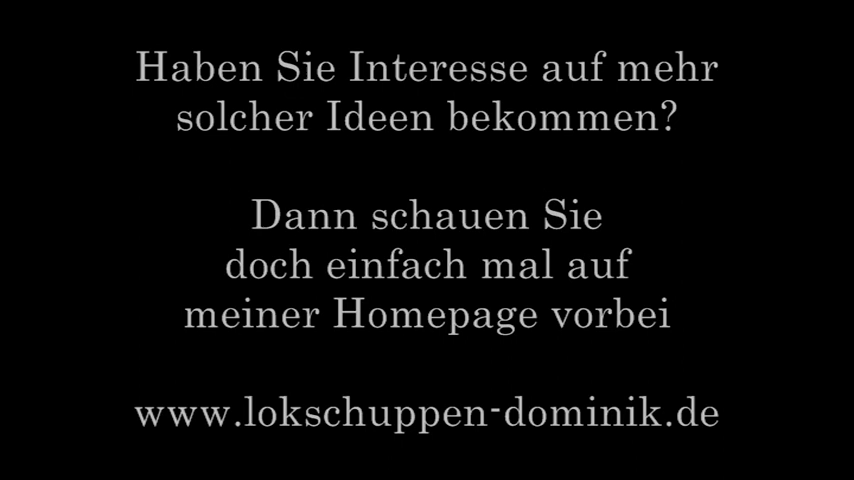 Haben Sie Interesse auf mehr
solcher Ideen bekommen?
Dann schauen Sie
doch einfach mal auf
meiner Homepage vorbei
www.lokschuppen-dominik.de